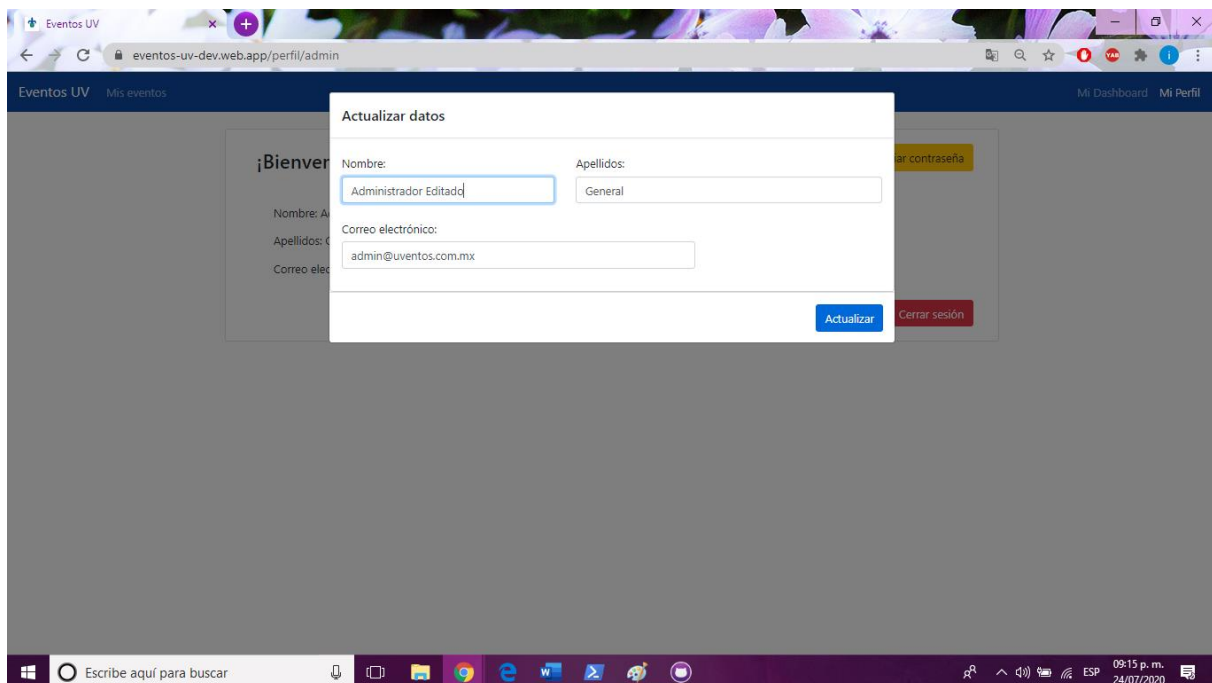 Eventos UV
eventos-uv-dev.web.app/perfil/admin
Eventos UV Mis eventos Mi Dashboard Mi Perfil
Actualizar datos
¡Bienver
Nombre: Apellidos:
iar contraseña
Administrador Editado General
Nombre: A
Correo electrónico:
Apellidos:
admin@uventos.com.mx
Correo elec
Actualizar Cerrar sesión
Escribe aquí para buscar
ESP
09:15 p. m.
24/07/2020